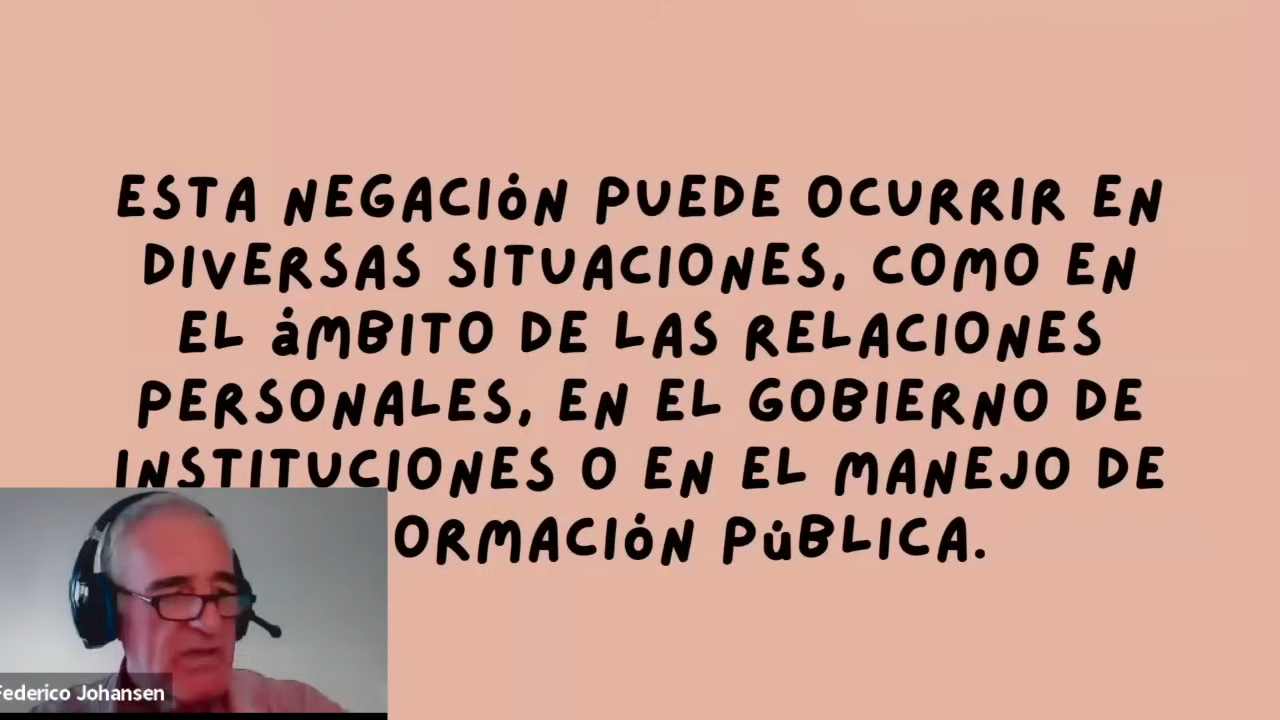 ESTA NEGACIÓN PUEDE OCURRIR EN
DIVERSAS SITUACIONES, COMO EN
EL ÁMBITO DE LAS RELACIONES
PERSONALES, EN EL GOBIERNO DE
INSTITUCIONES O EN EL MANEJO DE
ORMACIÓN PÚBLICA.
Federico Johansen